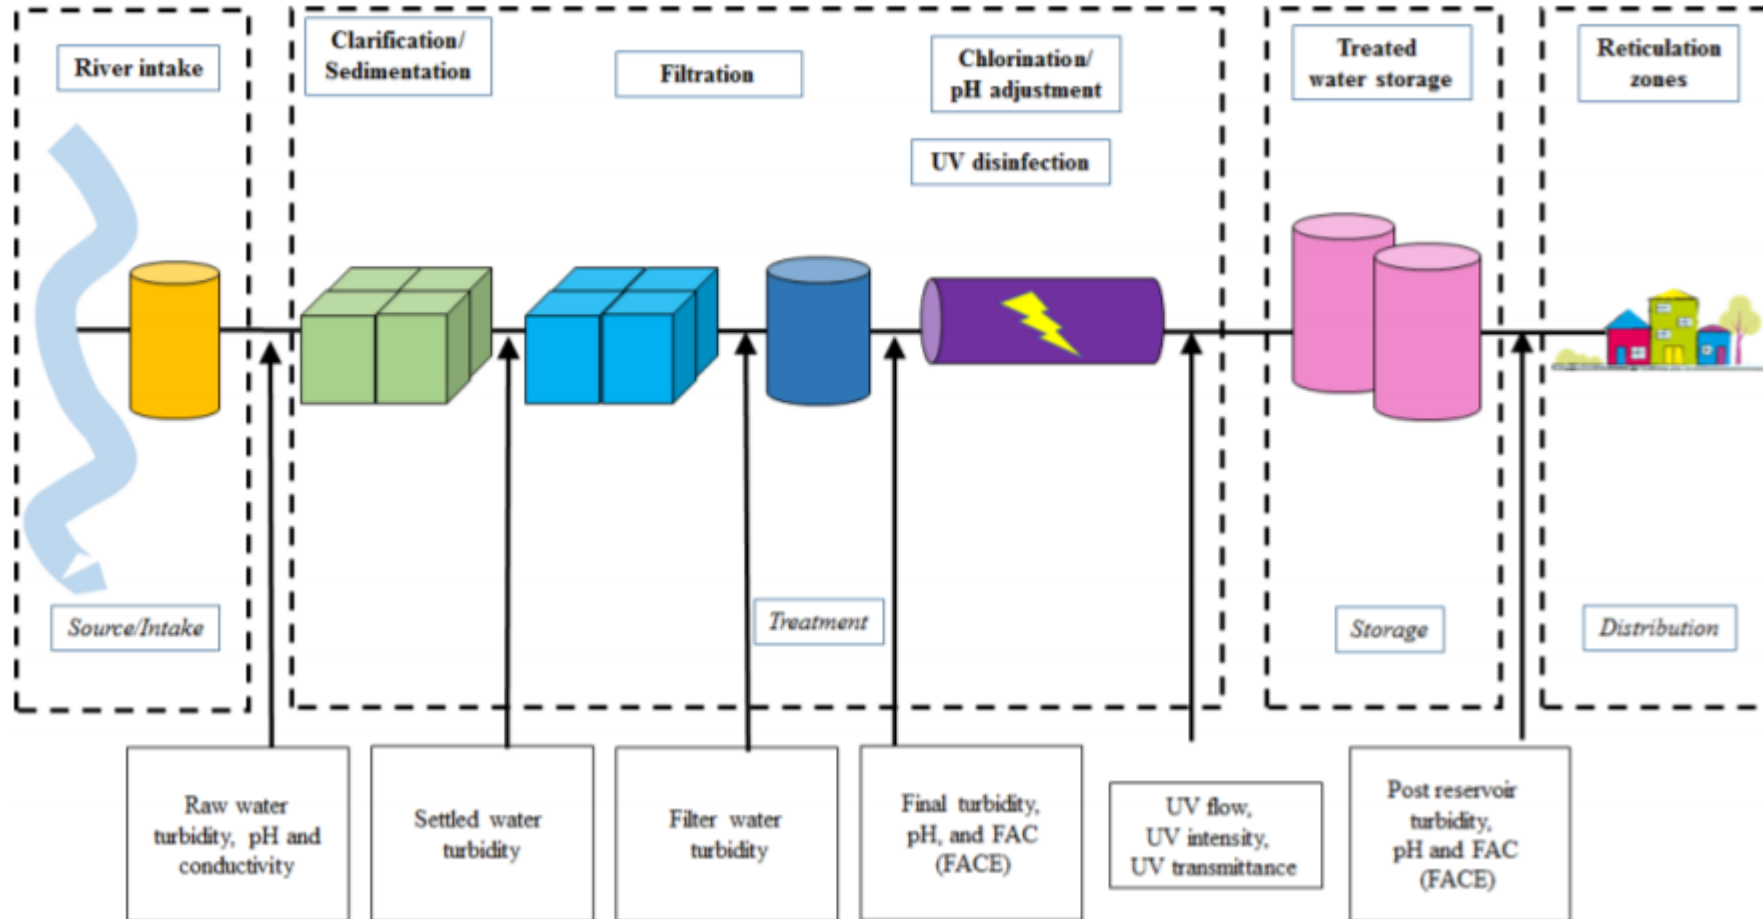 River intake
Clarification/
Sedimentation
Filtration
Chlorination/
pH adjustment
UV disinfection
Treated
water storage
Reticulation
zones
Source/Intake
Treatment
Storage
Distribution
Raw water
turbidity, pH and
conductivity
Settled water
turbidity
Filter water
turbidity
Final turbidity,
pH, and FAC
(FACE)
UV flow,
UV intensity,
UV transmittance
Post reservoir
turbidity,
pH and FAC
(FACE)